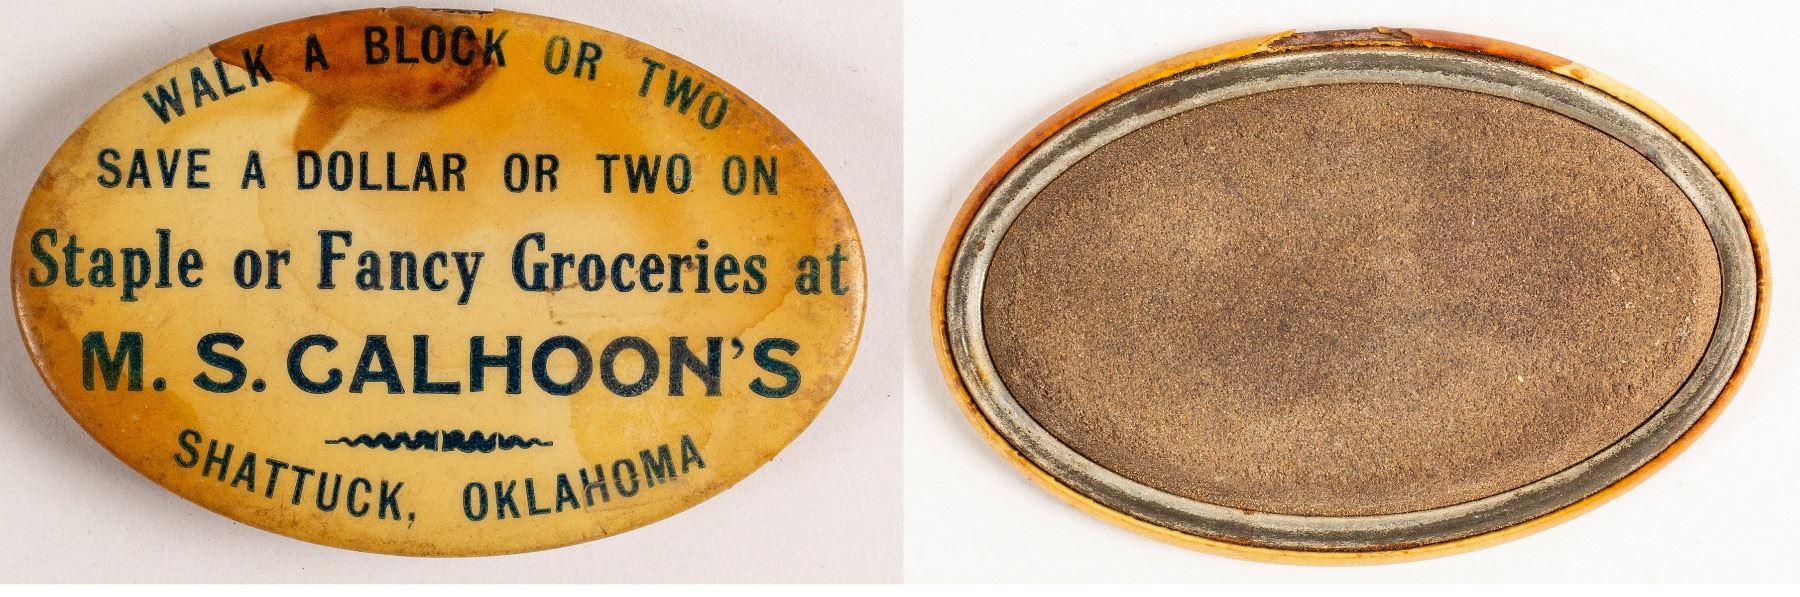 WALK A BLOCK OR TWO
SAVE A DOLLAR OR TWO ON
Staple or Fancy Groceries at
M. S. CALHOON'S
SHATTUCK, OKLAHOMA